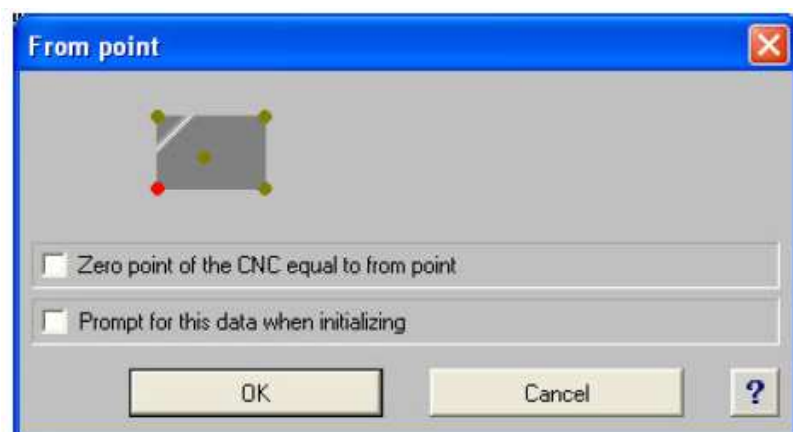 From point
Zero point of the CNC equal to from point
Prompt for this data when initializing
OK Cancel ?